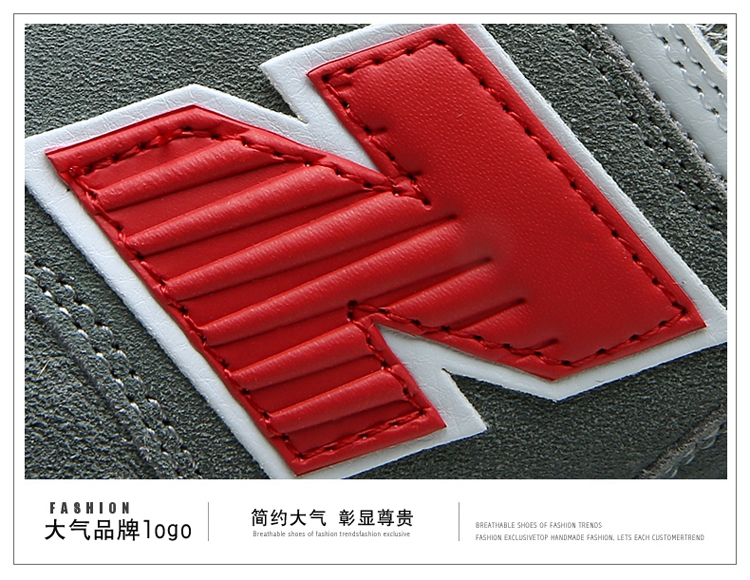 N
FASHION
大气品牌logo
简约大气 彰显尊贵
Breathable shoes of fashion trendsfashion exclusive
BREATHABLE SHOES OF FASHION TRENDS
FASHION EXCLUSIVETOP HANDMADE FASHION, LETS EACH CUSTOMERTREND